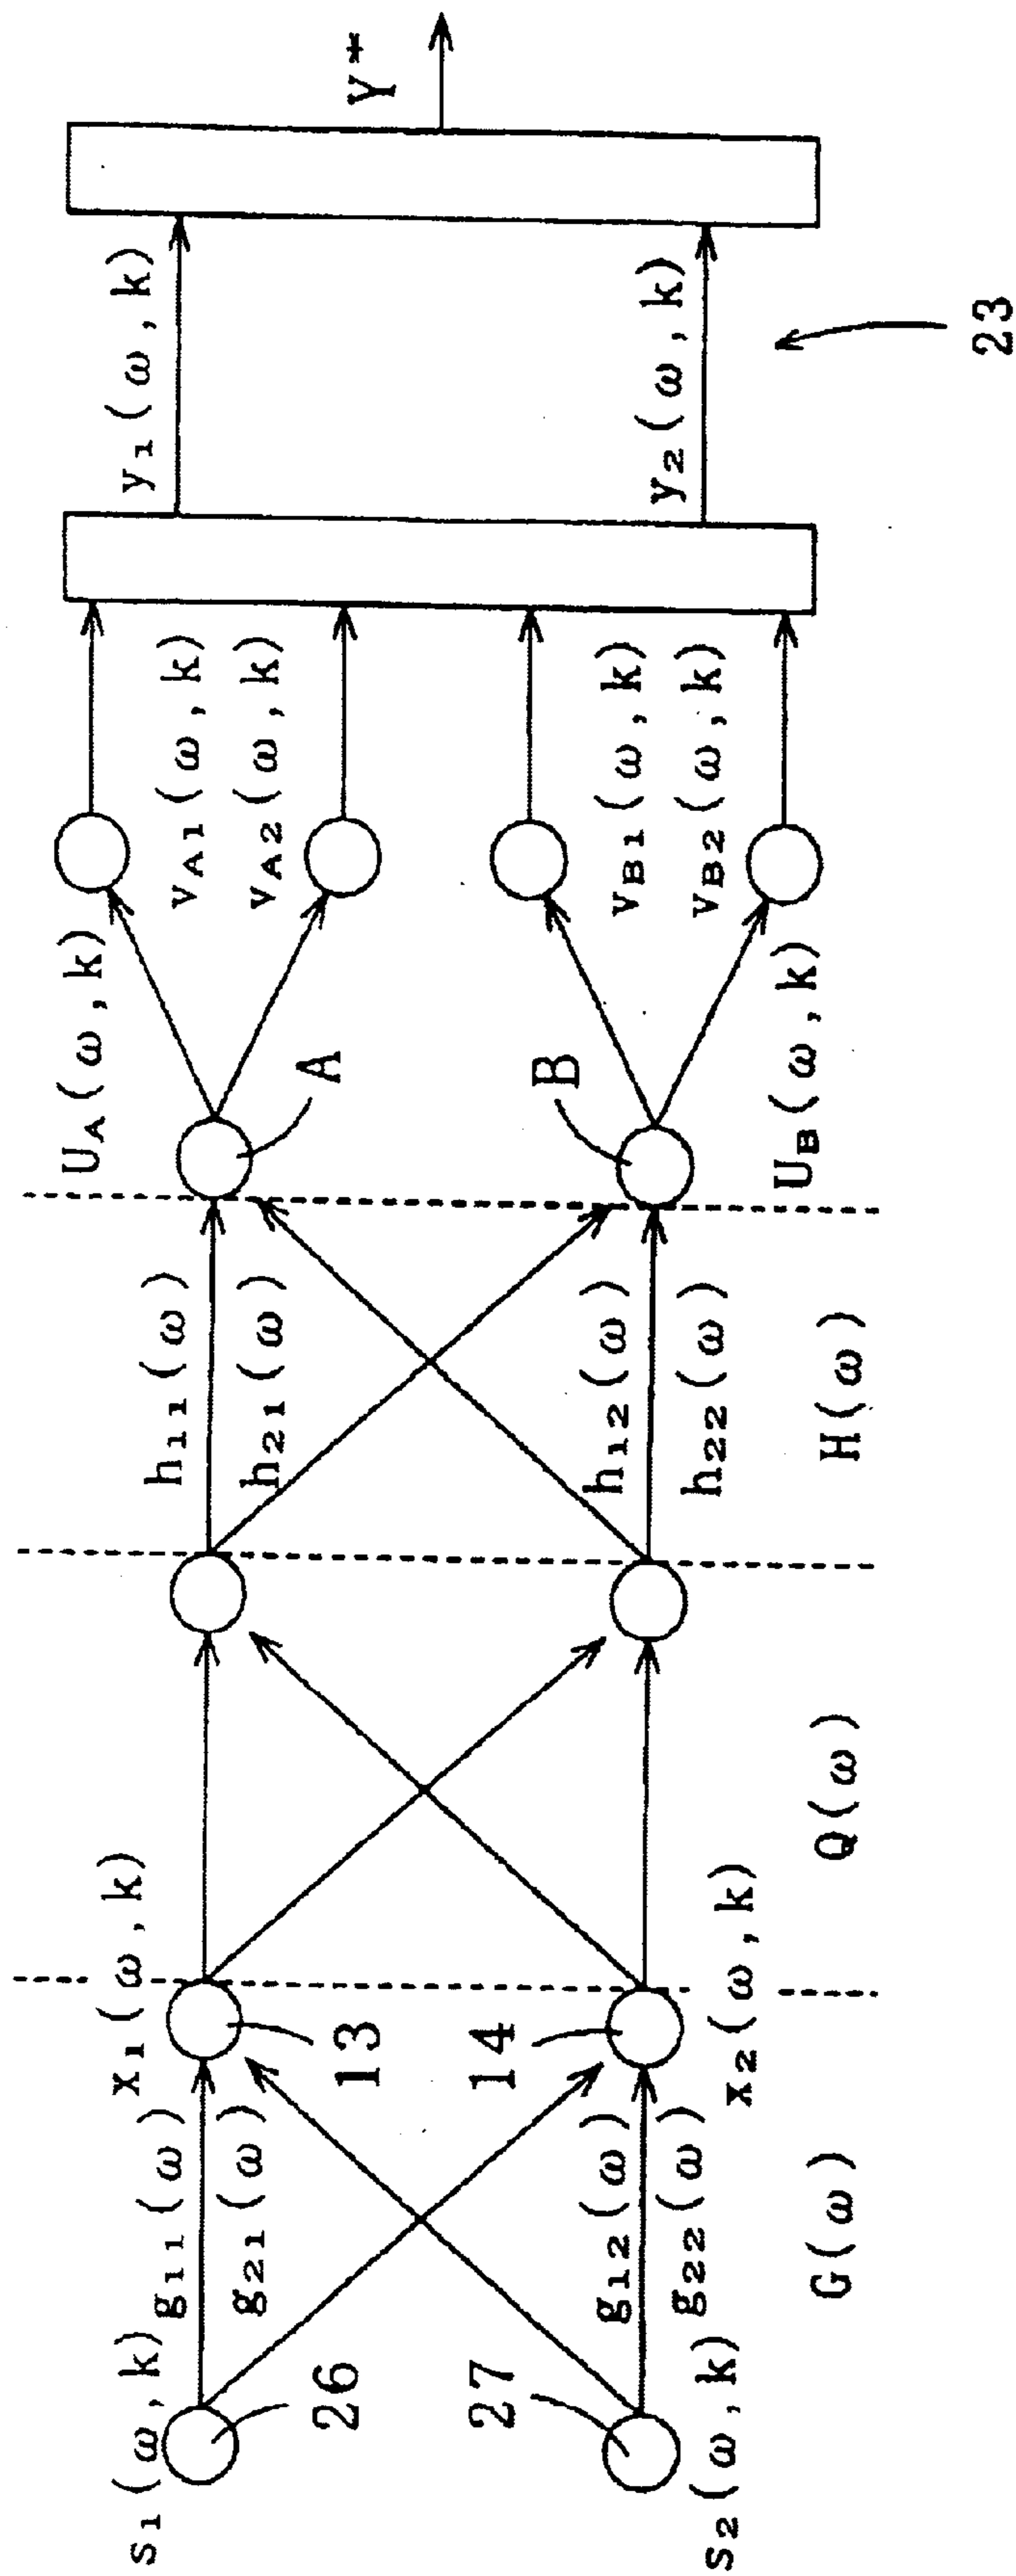 s₁(ω,k)
g₁₁(ω)
g₂₁(ω)
26
27
g₁₂(ω)
g₂₂(ω)
s₂(ω,k)
G(ω)
x₁(ω,k)
13
14
x₂(ω,k)
Q(ω)
h₁₁(ω)
h₂₁(ω)
h₁₂(ω)
h₂₂(ω)
H(ω)
U_A(ω,k)
A
B
U_B(ω,k)
v_A1(ω,k)
v_A2(ω,k)
v_B1(ω,k)
v_B2(ω,k)
y₁(ω,k)
y₂(ω,k)
23
Y*